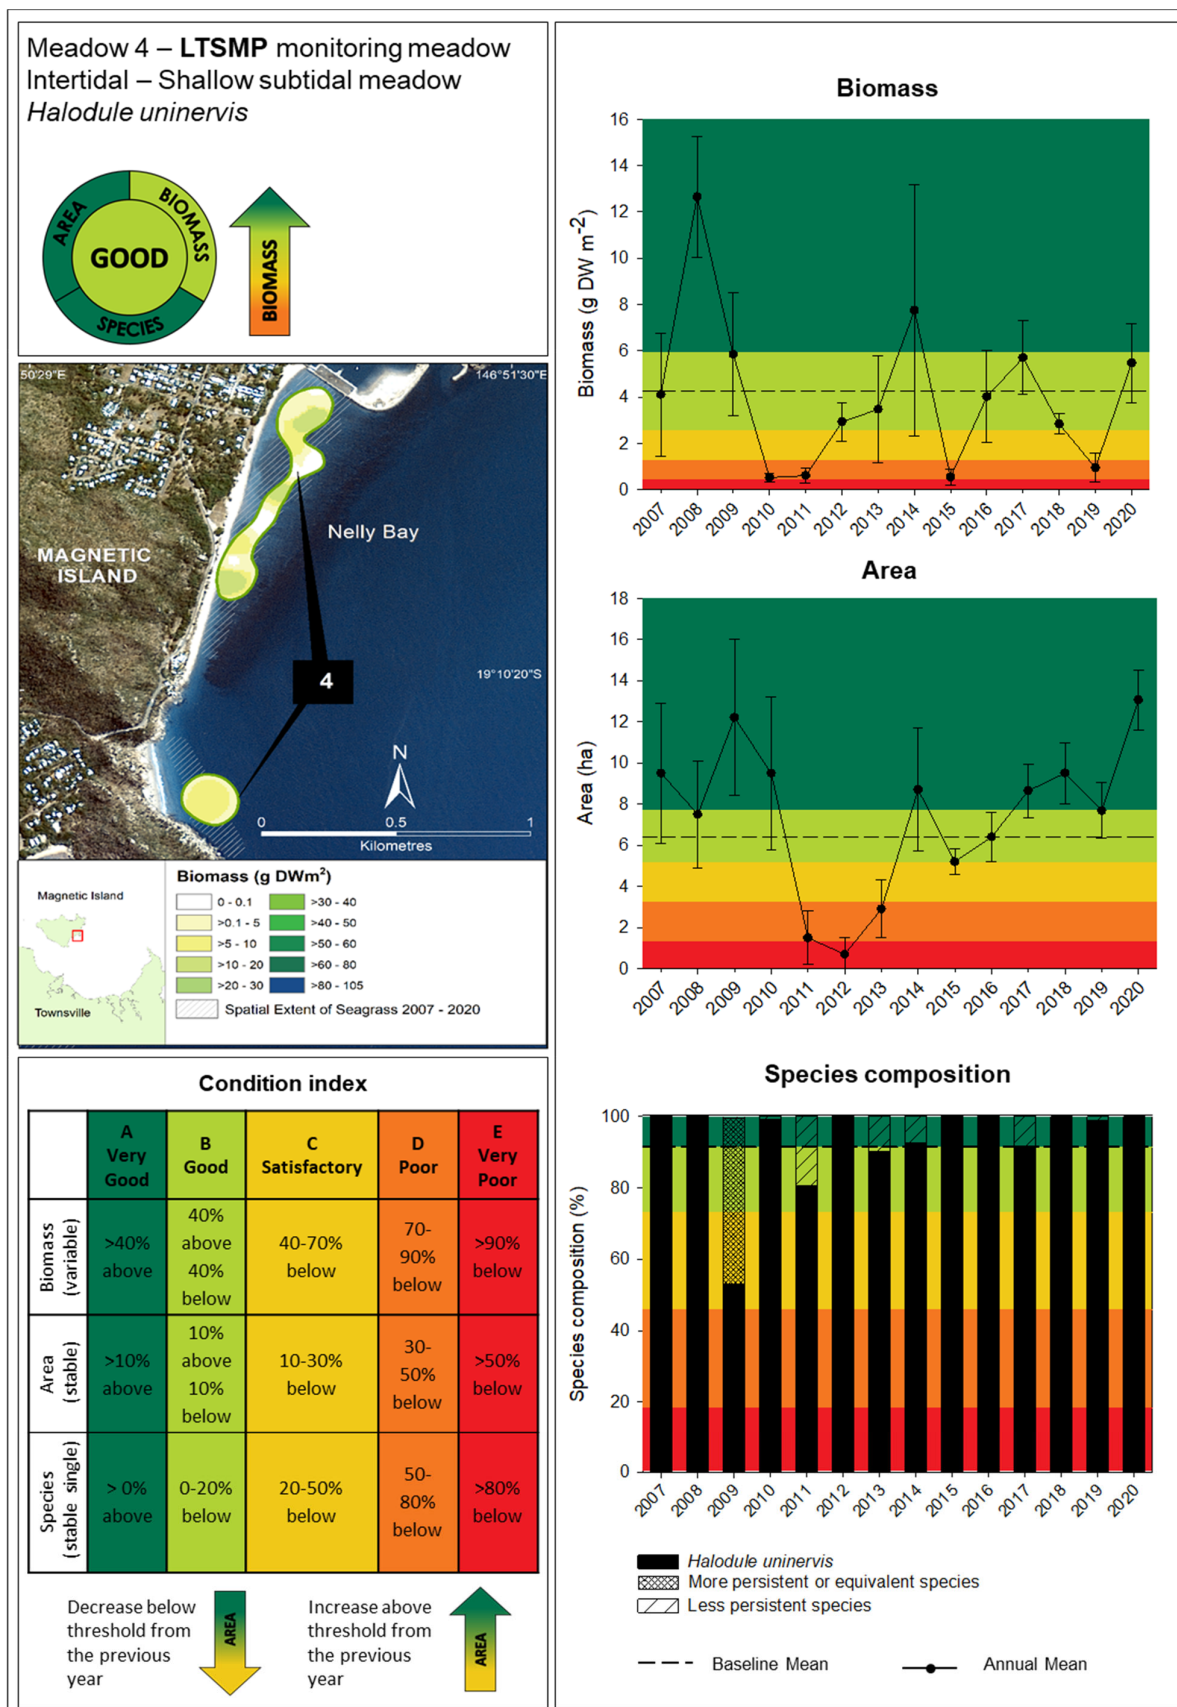 Meadow 4 – LTSMP monitoring meadow
Intertidal – Shallow subtidal meadow
Halodule uninervis
AREA
BIOMASS
GOOD
SPECIES
BIOMASS
50'29"E
146°51'30"E
Nelly Bay
MAGNETIC
ISLAND
4
19°10'20"S
N
0
0.5
1
Kilometres
Magnetic Island
Townsville
Biomass (g DWm²)
0 - 0.1
>30 - 40
>0.1 - 5
>40 - 50
>5 - 10
>50 - 60
>10 - 20
>60 - 80
>20 - 30
>80 - 105
Spatial Extent of Seagrass 2007 - 2020
Condition index
A
Very
Good
B
Good
C
Satisfactory
D
Poor
E
Very
Poor
Biomass
(variable)
>40%
above
40%
above
40%
below
40-70%
below
70-
90%
below
>90%
below
Area
(stable)
>10%
above
10%
above
10%
below
10-30%
below
30-
50%
below
>50%
below
Species
(stable single)
> 0%
above
0-20%
below
20-50%
below
50-
80%
below
>80%
below
Decrease below
threshold from
the previous
year
AREA
Increase above
threshold from
the previous
year
AREA
Biomass
Biomass (g DW m-2)
16
14
12
10
8
6
4
2
0
2007
2008
2009
2010
2011
2012
2013
2014
2015
2016
2017
2018
2019
2020
Area
Area (ha)
18
16
14
12
10
8
6
4
2
0
2007
2008
2009
2010
2011
2012
2013
2014
2015
2016
2017
2018
2019
2020
Species composition
Species composition (%)
100
80
60
40
20
0
2007
2008
2009
2010
2011
2012
2013
2014
2015
2016
2017
2018
2019
2020
Halodule uninervis
More persistent or equivalent species
Less persistent species
Baseline Mean
Annual Mean